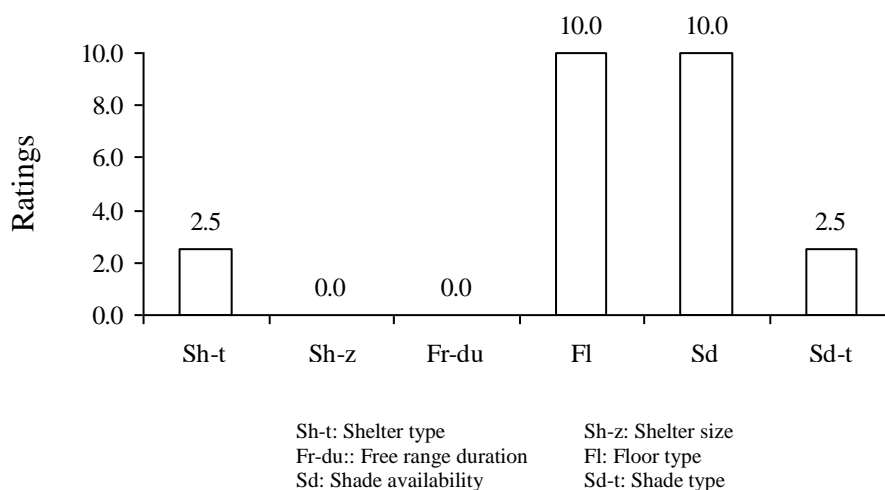 10.0 10.0
10.0
8.0
6.0
4.0
2.5 2.5
2.0
0.0 0.0
0.0
Ratings
Sh-t Sh-z Fr-du Fl Sd Sd-t
Sh-t: Shelter type Sh-z: Shelter size
Fr-du:: Free range duration Fl: Floor type
Sd: Shade availability Sd-t: Shade type